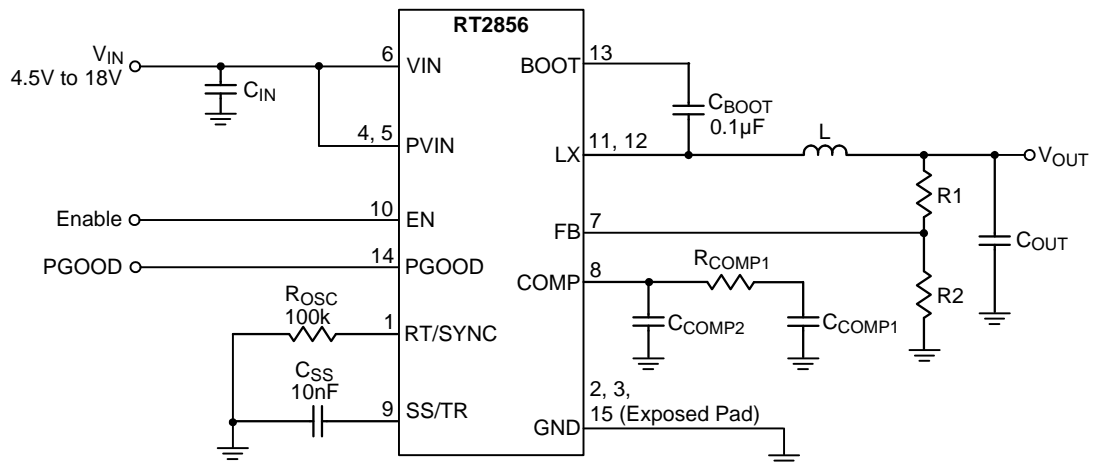 RT2856
VIN
4.5V to 18V
CIN
6
VIN
4, 5
PVIN
Enable
10
EN
PGOOD
14
PGOOD
ROSC
100k
1
RT/SYNC
CSS
10nF
9
SS/TR
BOOT
13
CBOOT
0.1µF
LX
11, 12
L
VOUT
R1
FB
7
COUT
COMP
8
RCOMP1
R2
CCOMP2
CCOMP1
2, 3,
15 (Exposed Pad)
GND